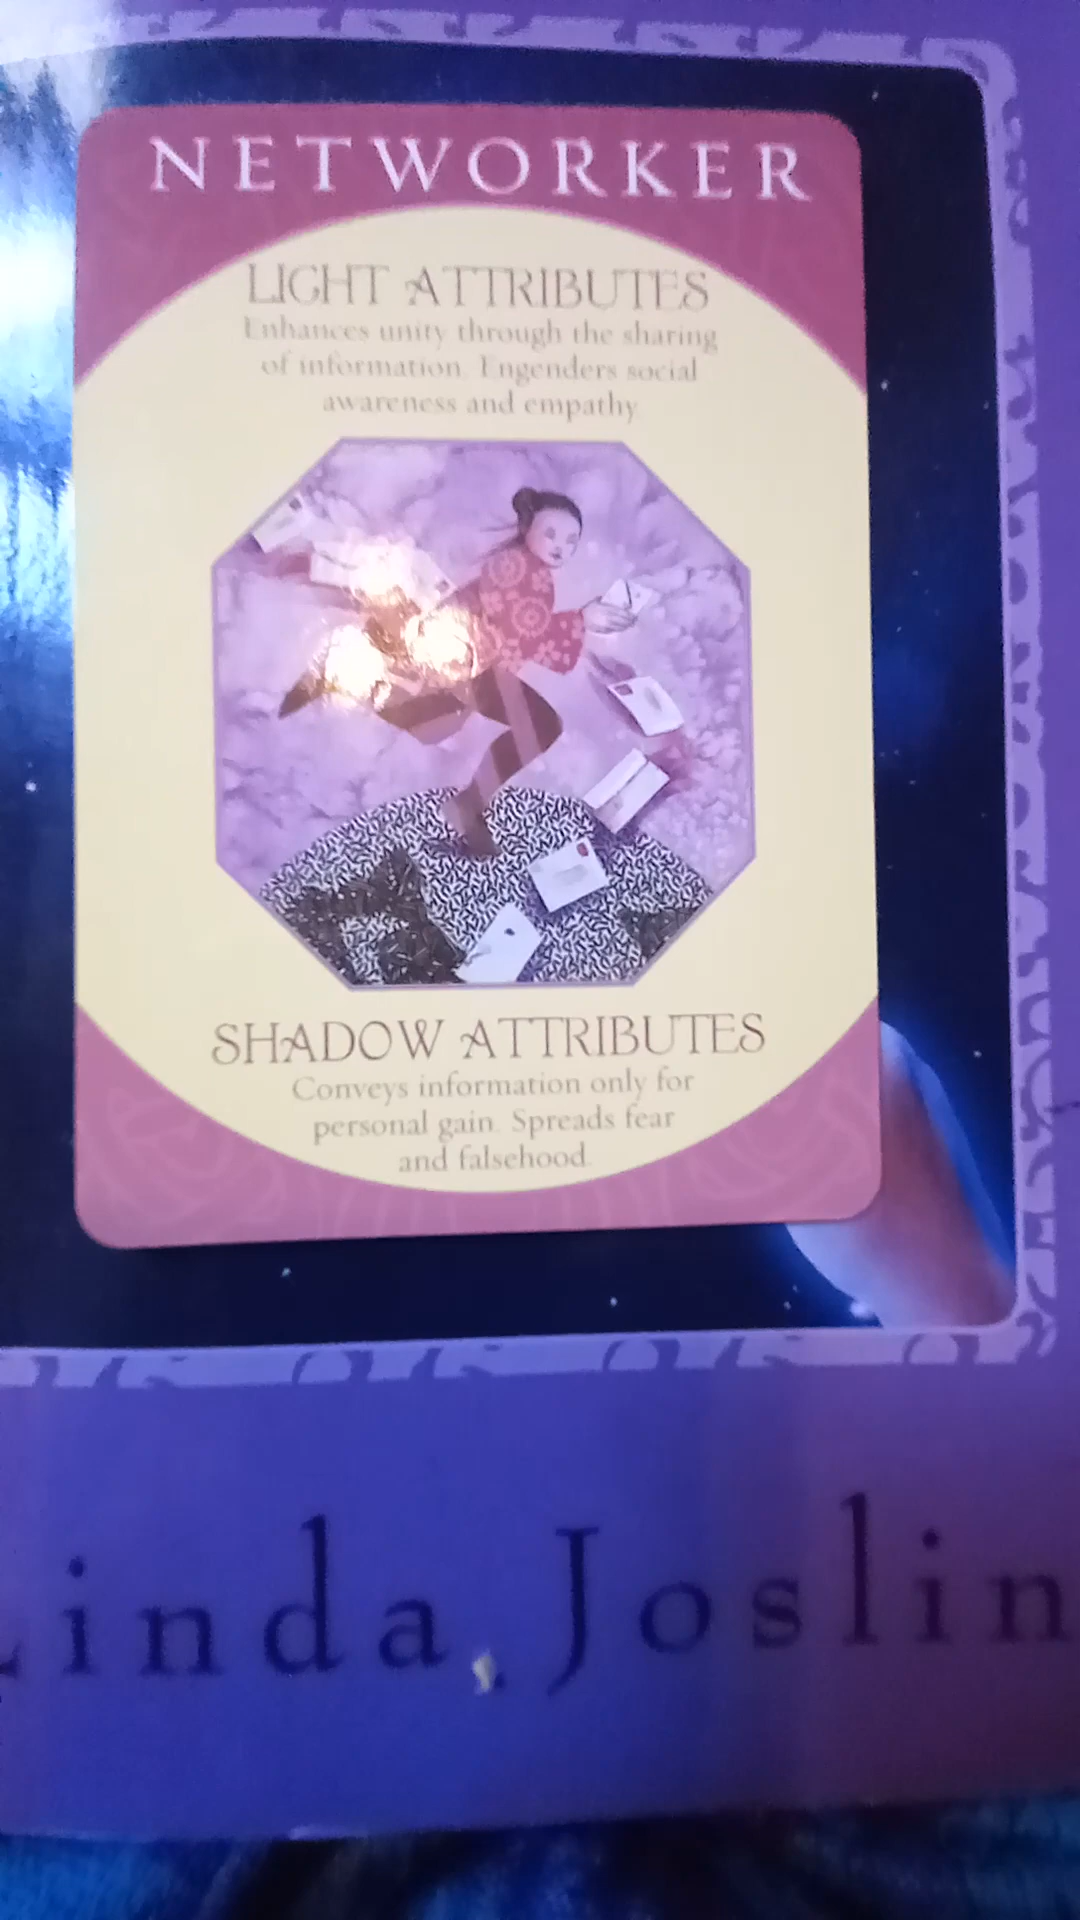 NETWORKER
LIGHT ATTRIBUTES
Enhances unity through the sharing
of information. Engenders social
awareness and empathy.
SHADOW ATTRIBUTES
Conveys information only for
personal gain. Spreads fear
and falsehood.
Linda Joslin